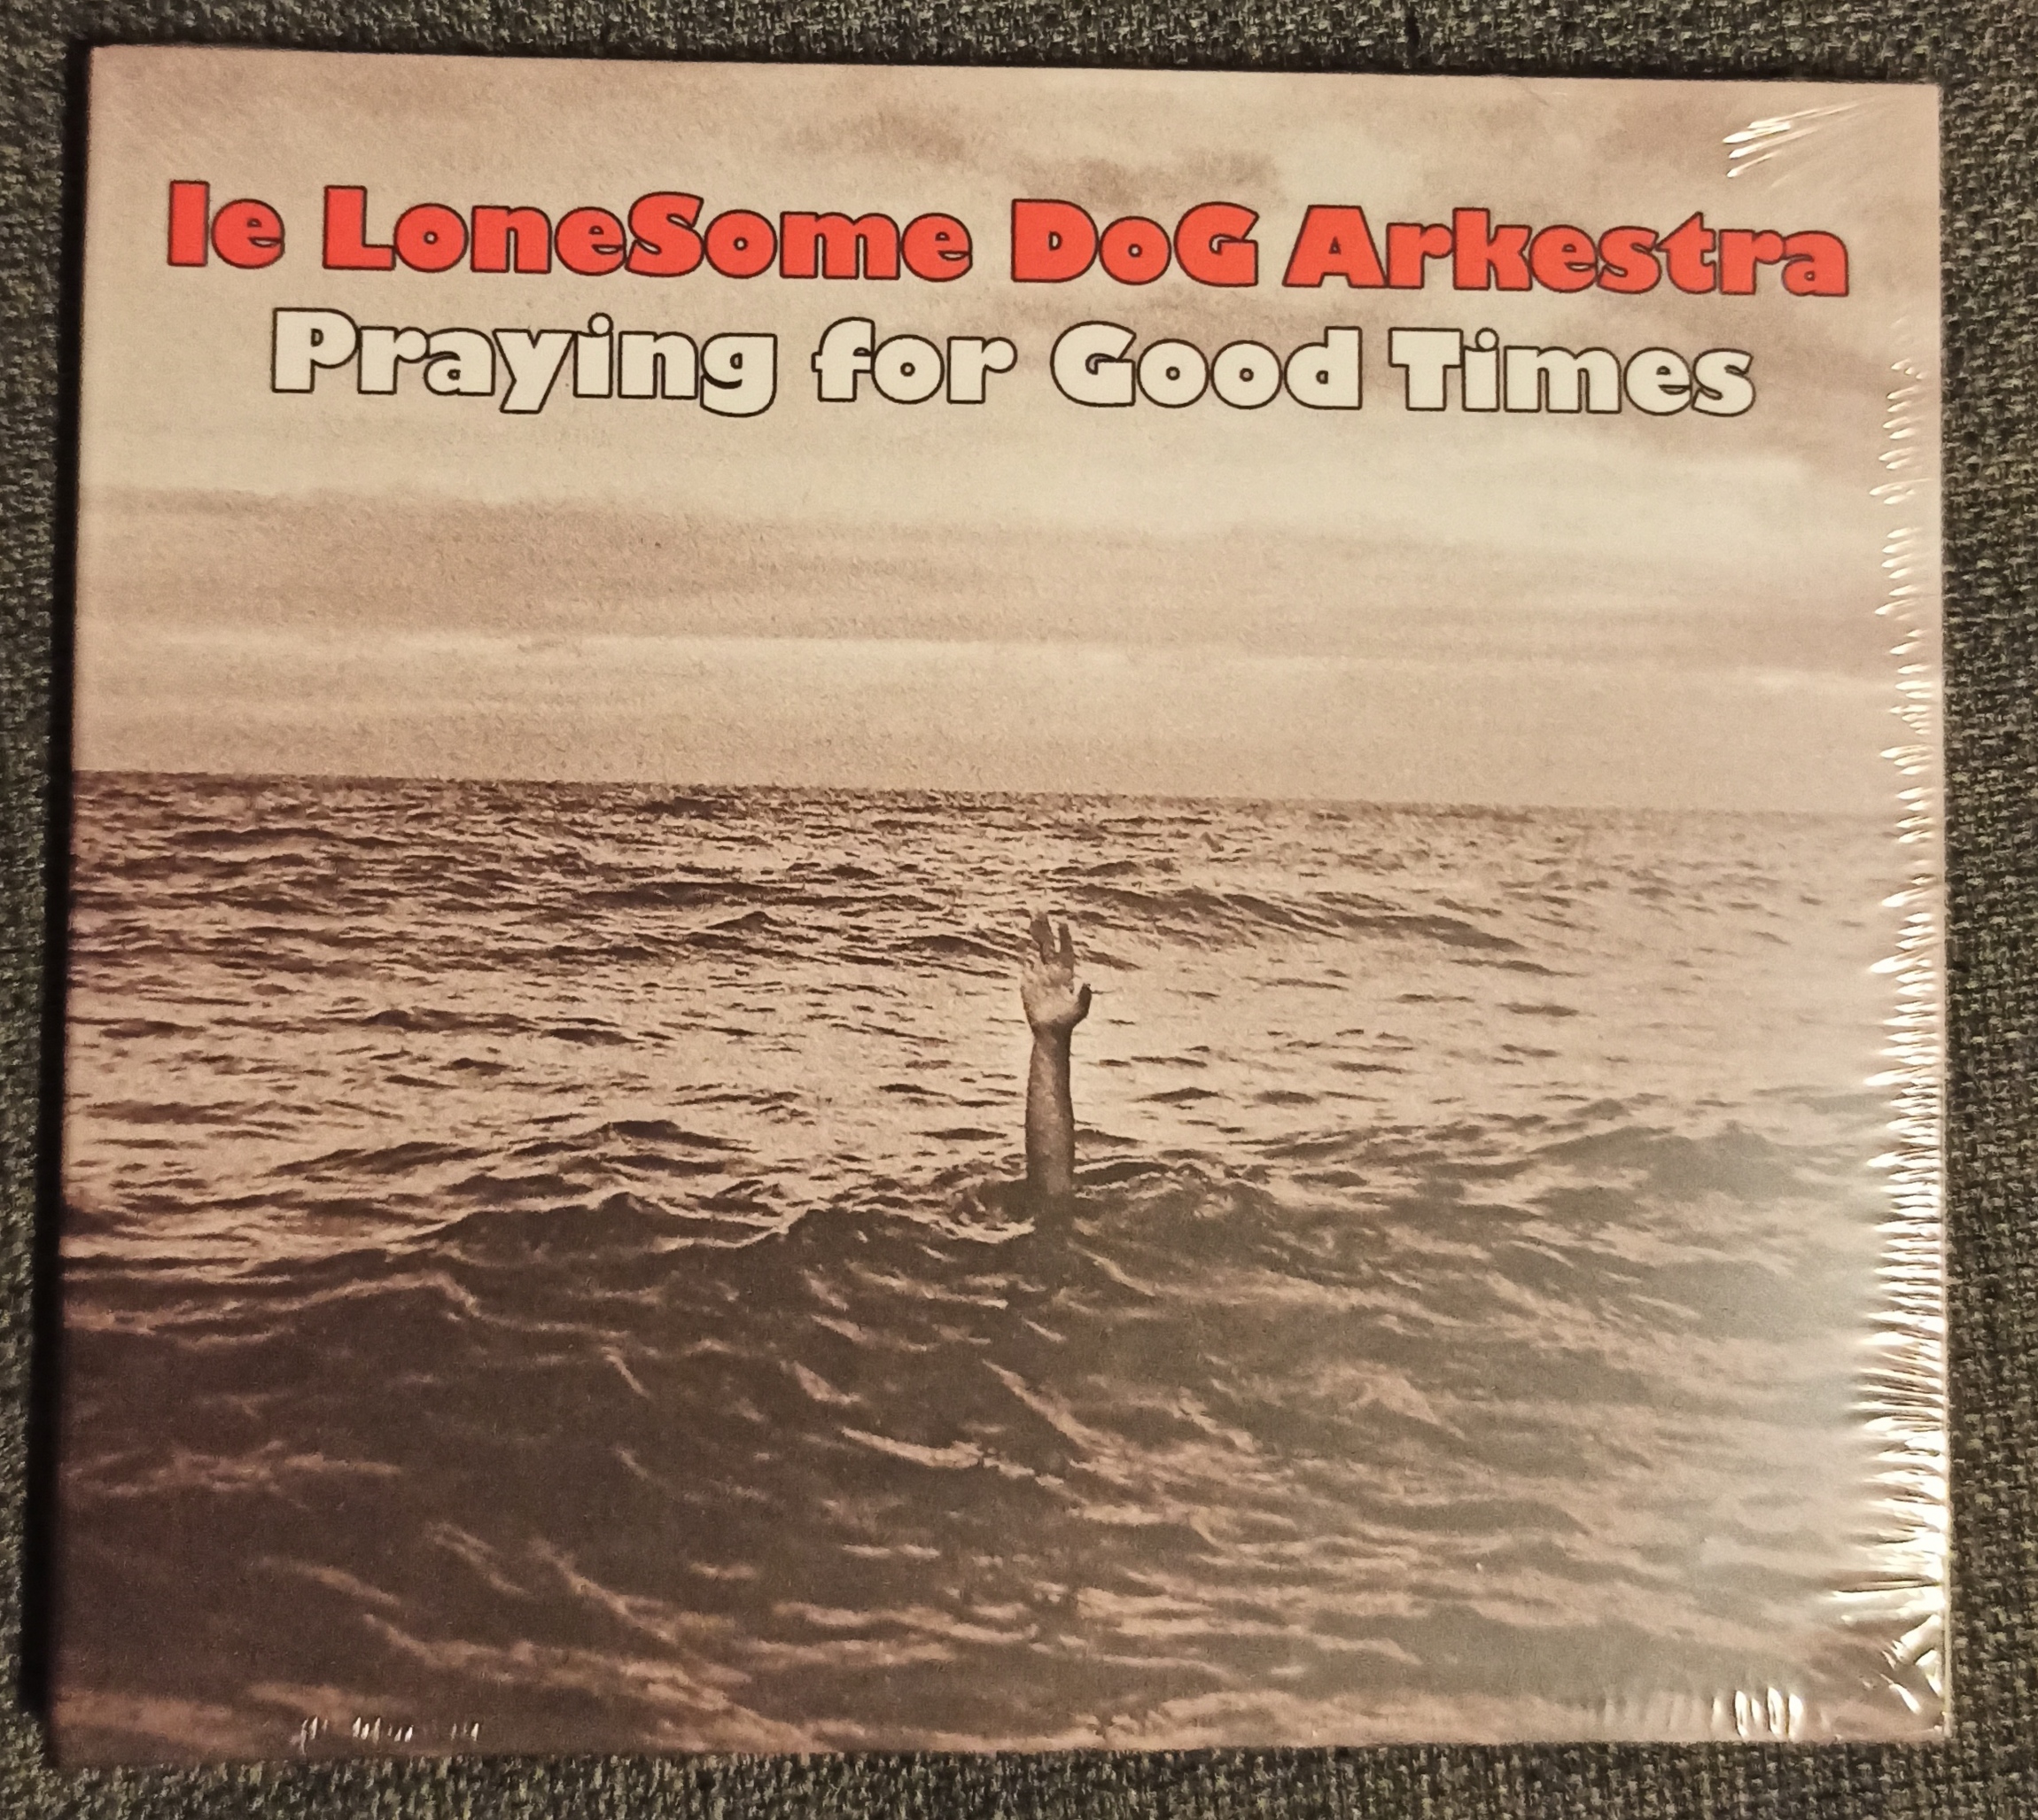 le LoneSome DoG Arkestra
Praying for Good Times